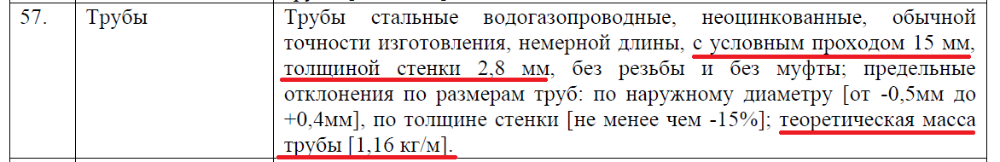 57. Трубы Трубы стальные водогазопроводные, неоцинкованные, обычной
точности изготовления, немерной длины, с условным проходом 15 мм,
толщиной стенки 2,8 мм, без резьбы и без муфты; предельные
отклонения по размерам труб: по наружному диаметру [от -0,5мм до
+0,4мм], по толщине стенки [не менее чем -15%]; теоретическая масса
трубы [1,16 кг/м].